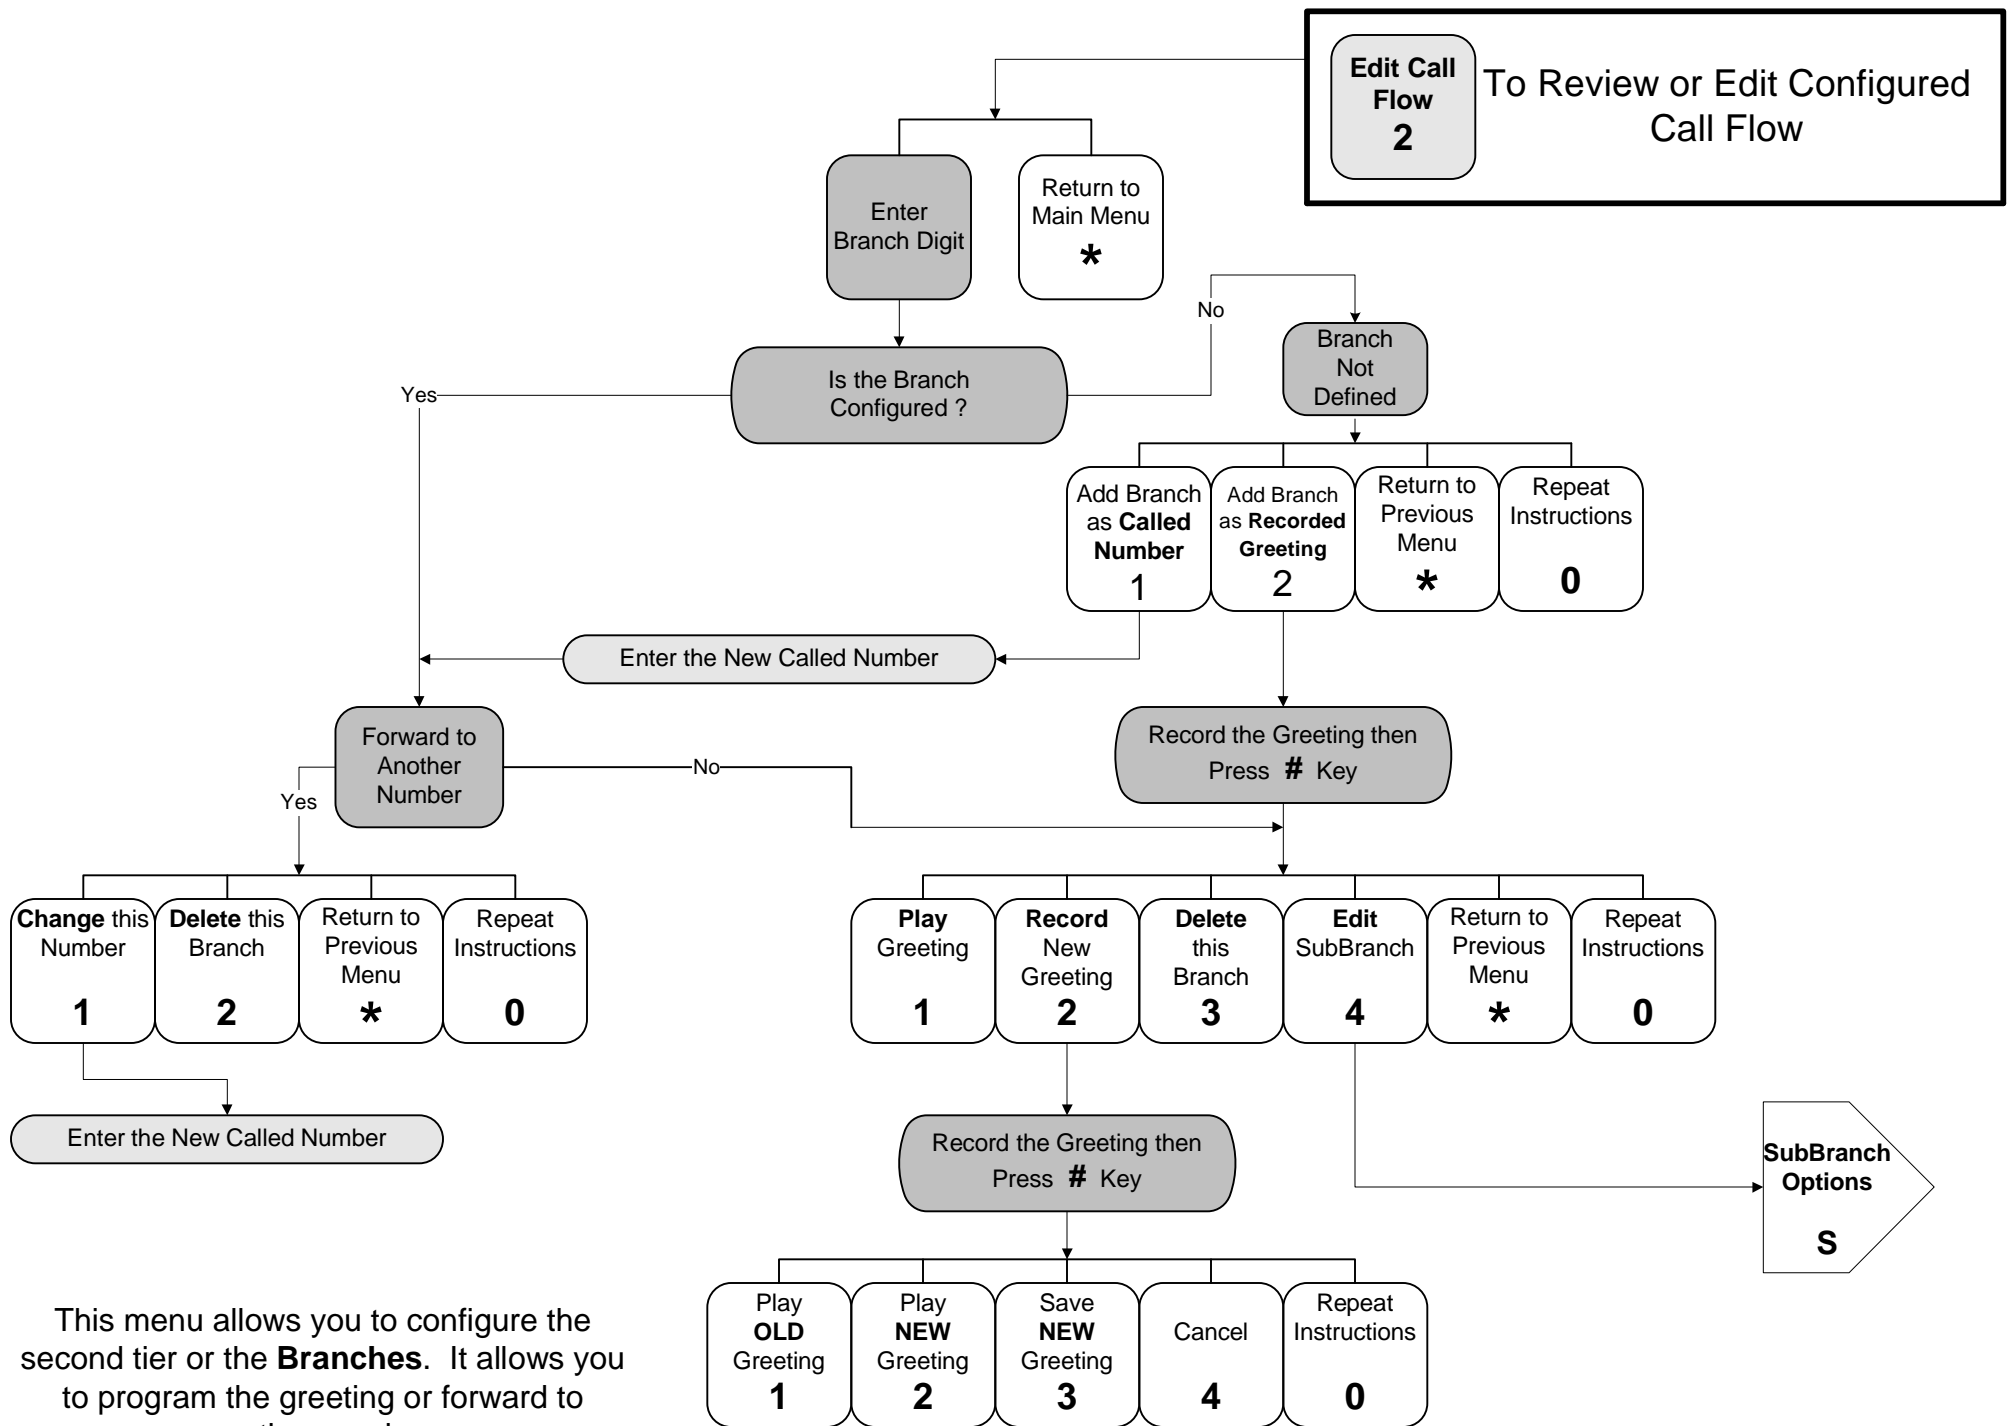 Edit Call
Flow
2
To Review or Edit Configured
Call Flow
Enter
Branch Digit
Return to
Main Menu
*
No
Branch
Not
Defined
Is the Branch
Configured ?
Yes
Add Branch
as Called
Number
1
Add Branch
as Recorded
Greeting
2
Return to
Previous
Menu
*
Repeat
Instructions
0
Enter the New Called Number
Forward to
Another
Number
No
Yes
Record the Greeting then
Press # Key
Change this
Number
1
Delete this
Branch
2
Return to
Previous
Menu
*
Repeat
Instructions
0
Play
Greeting
1
Record
New
Greeting
2
Delete
this
Branch
3
Edit
SubBranch
4
Return to
Previous
Menu
*
Repeat
Instructions
0
Enter the New Called Number
Record the Greeting then
Press # Key
SubBranch
Options
S
Play
OLD
Greeting
1
Play
NEW
Greeting
2
Save
NEW
Greeting
3
Cancel
4
Repeat
Instructions
0
This menu allows you to configure the
second tier or the Branches. It allows you
to program the greeting or forward to